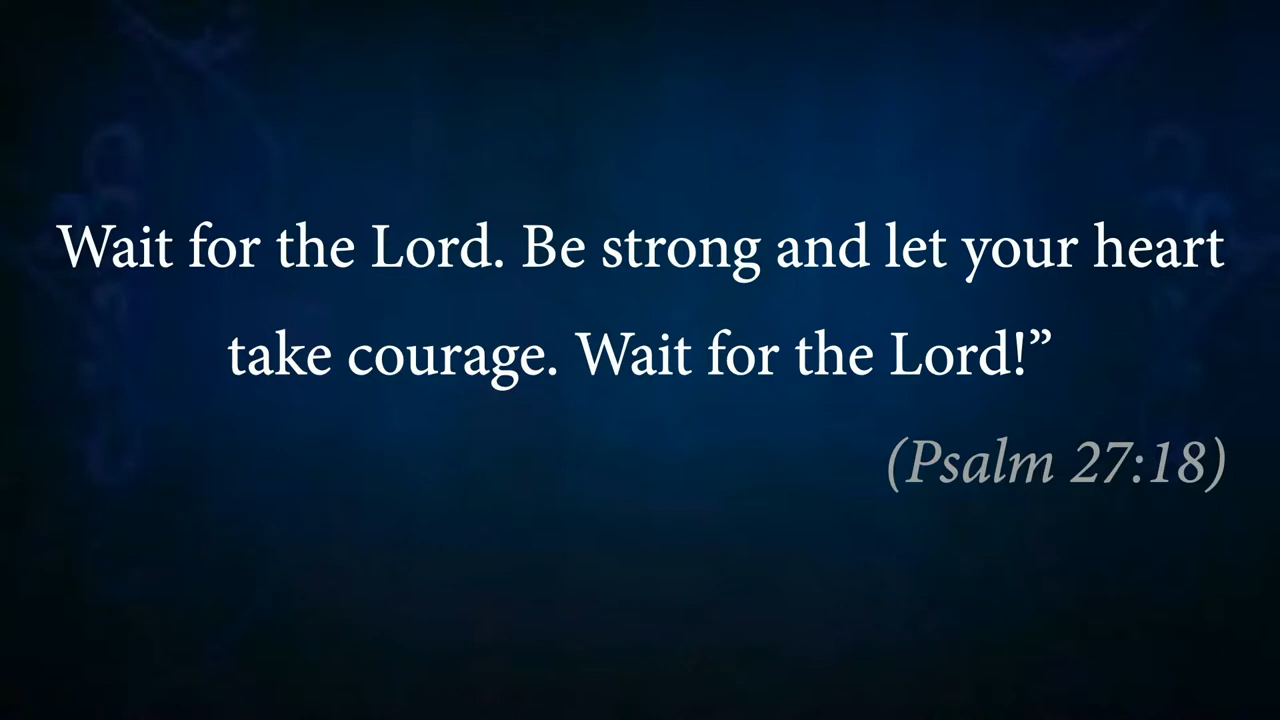 Wait for the Lord. Be strong and let your heart
take courage. Wait for the Lord!”
(Psalm 27:18)